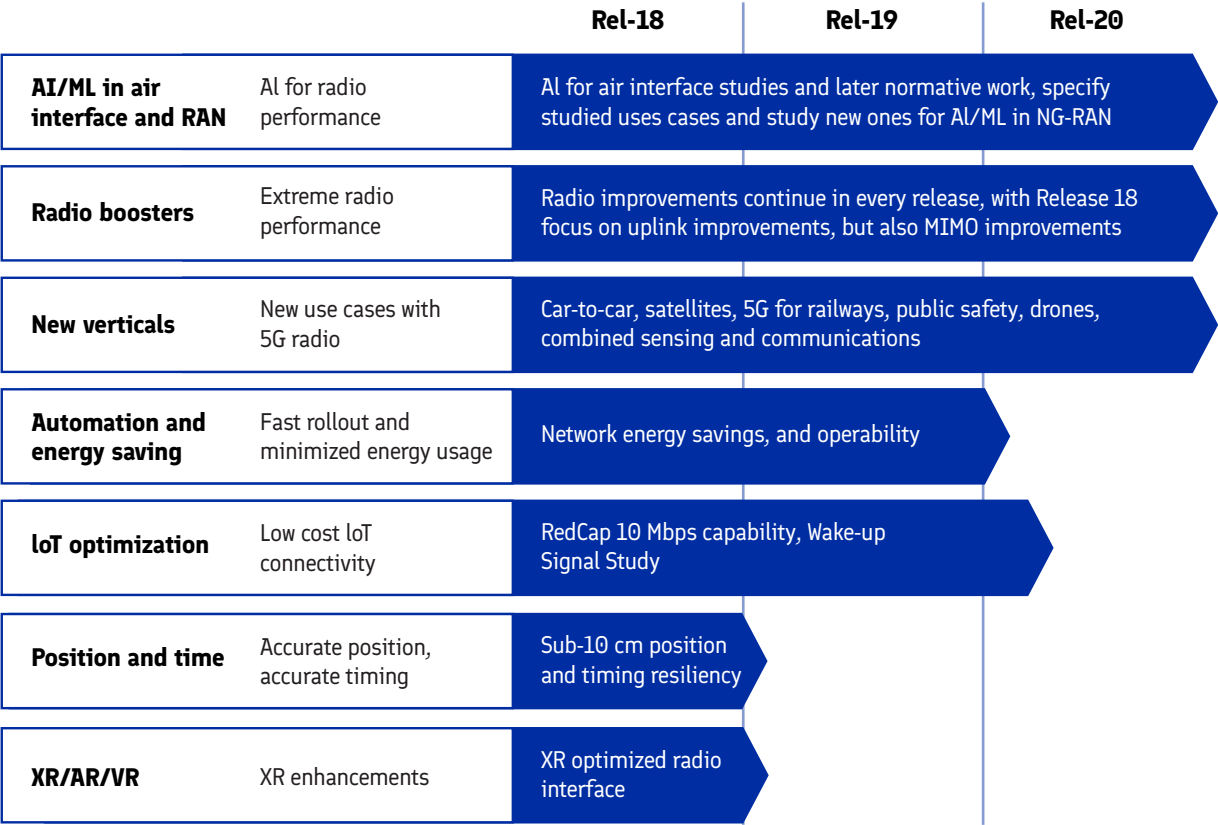 Rel-18 Rel-19 Rel-20
AI/ML in air
interface and RAN
AI for radio
performance
AI for air interface studies and later normative work, specify
studied uses cases and study new ones for AI/ML in NG-RAN
Radio boosters
Extreme radio
performance
Radio improvements continue in every release, with Release 18
focus on uplink improvements, but also MIMO improvements
New verticals
New use cases with
5G radio
Car-to-car, satellites, 5G for railways, public safety, drones,
combined sensing and communications
Automation and
energy saving
Fast rollout and
minimized energy usage
Network energy savings, and operability
IoT optimization
Low cost IoT
connectivity
RedCap 10 Mbps capability, Wake-up
Signal Study
Position and time
Accurate position,
accurate timing
Sub-10 cm position
and timing resiliency
XR/AR/VR
XR enhancements
XR optimized radio
interface